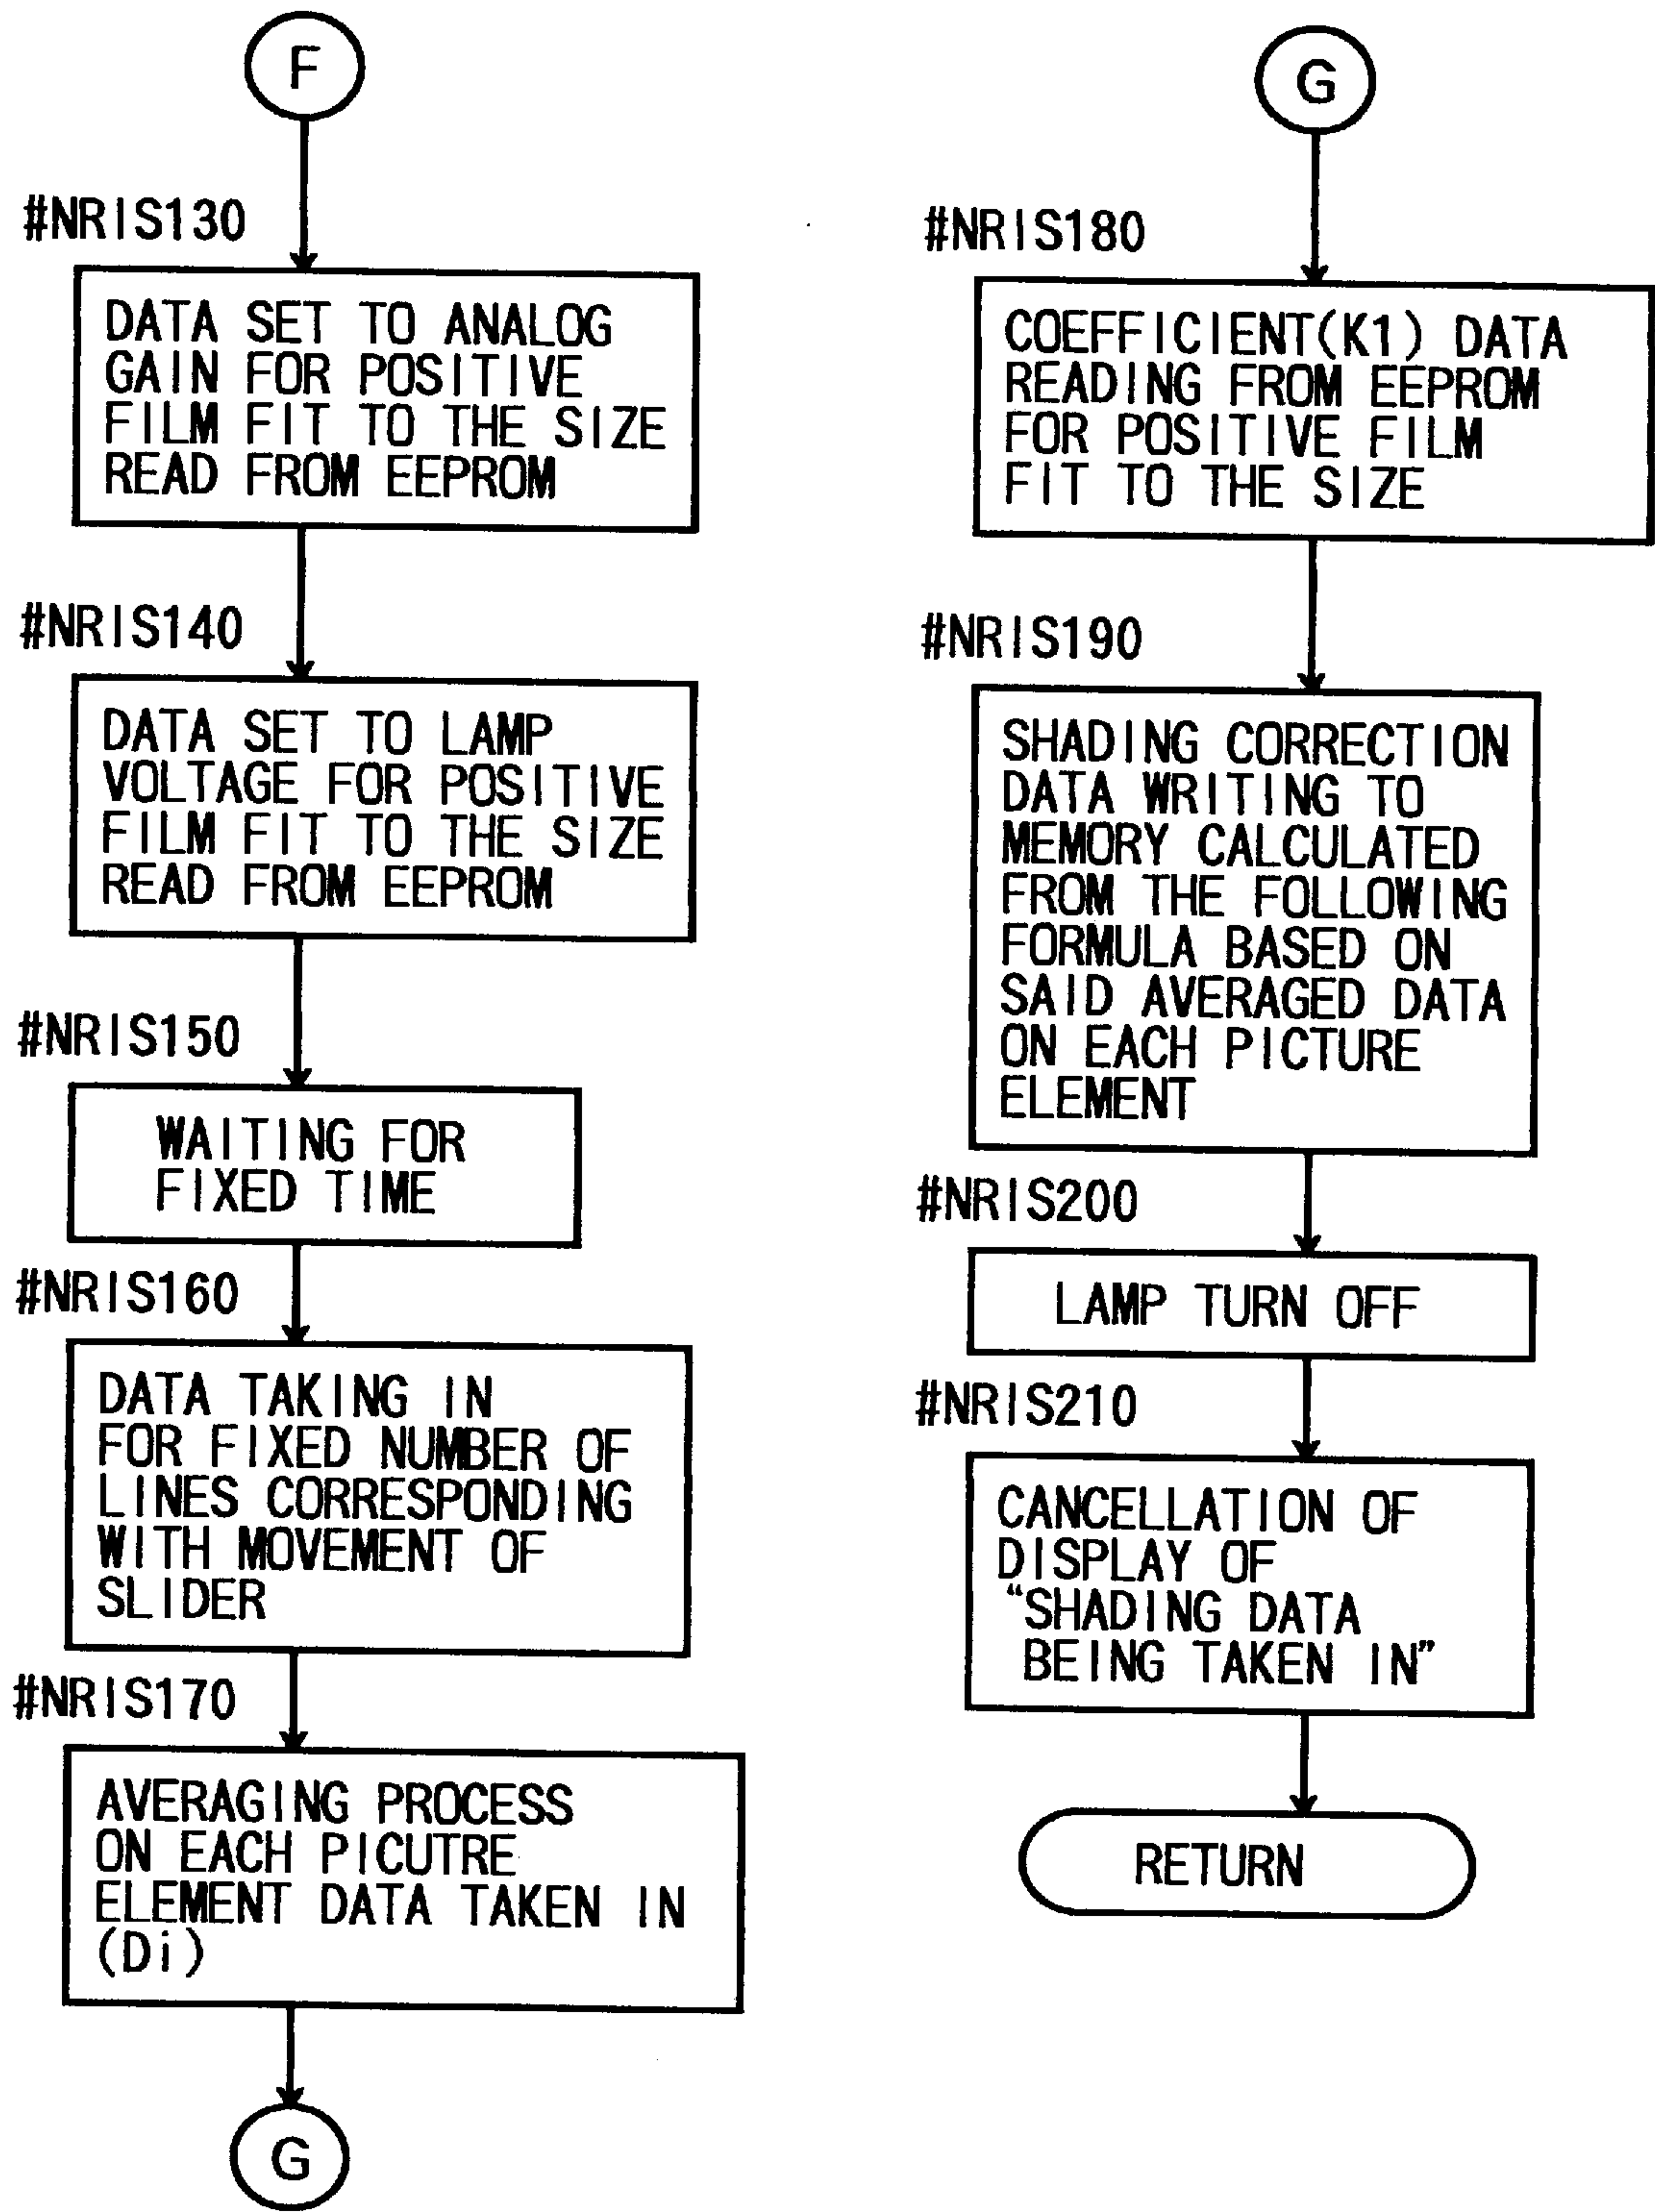 F
#NRIS130
DATA SET TO ANALOG
GAIN FOR POSITIVE
FILM FIT TO THE SIZE
READ FROM EEPROM
#NRIS140
DATA SET TO LAMP
VOLTAGE FOR POSITIVE
FILM FIT TO THE SIZE
READ FROM EEPROM
#NRIS150
WAITING FOR
FIXED TIME
#NRIS160
DATA TAKING IN
FOR FIXED NUMBER OF
LINES CORRESPONDING
WITH MOVEMENT OF
SLIDER
#NRIS170
AVERAGING PROCESS
ON EACH PICUTRE
ELEMENT DATA TAKEN IN
(Di)
G
G
#NRIS180
COEFFICIENT(K1) DATA
READING FROM EEPROM
FOR POSITIVE FILM
FIT TO THE SIZE
#NRIS190
SHADING CORRECTION
DATA WRITING TO
MEMORY CALCULATED
FROM THE FOLLOWING
FORMULA BASED ON
SAID AVERAGED DATA
ON EACH PICTURE
ELEMENT
#NRIS200
LAMP TURN OFF
#NRIS210
CANCELLATION OF
DISPLAY OF
“SHADING DATA
BEING TAKEN IN”
RETURN